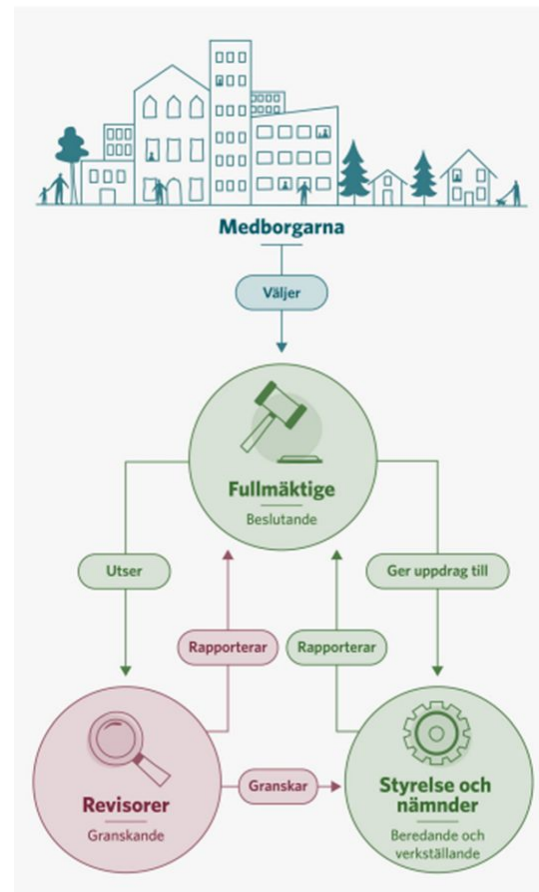 Medborgarna
Väljer
Fullmäktige
Beslutande
Utser
Ger uppdrag till
Rapporterar
Rapporterar
Revisorer
Granskande
Granskar
Styrelse och
nämnder
Beredande och
verkställande